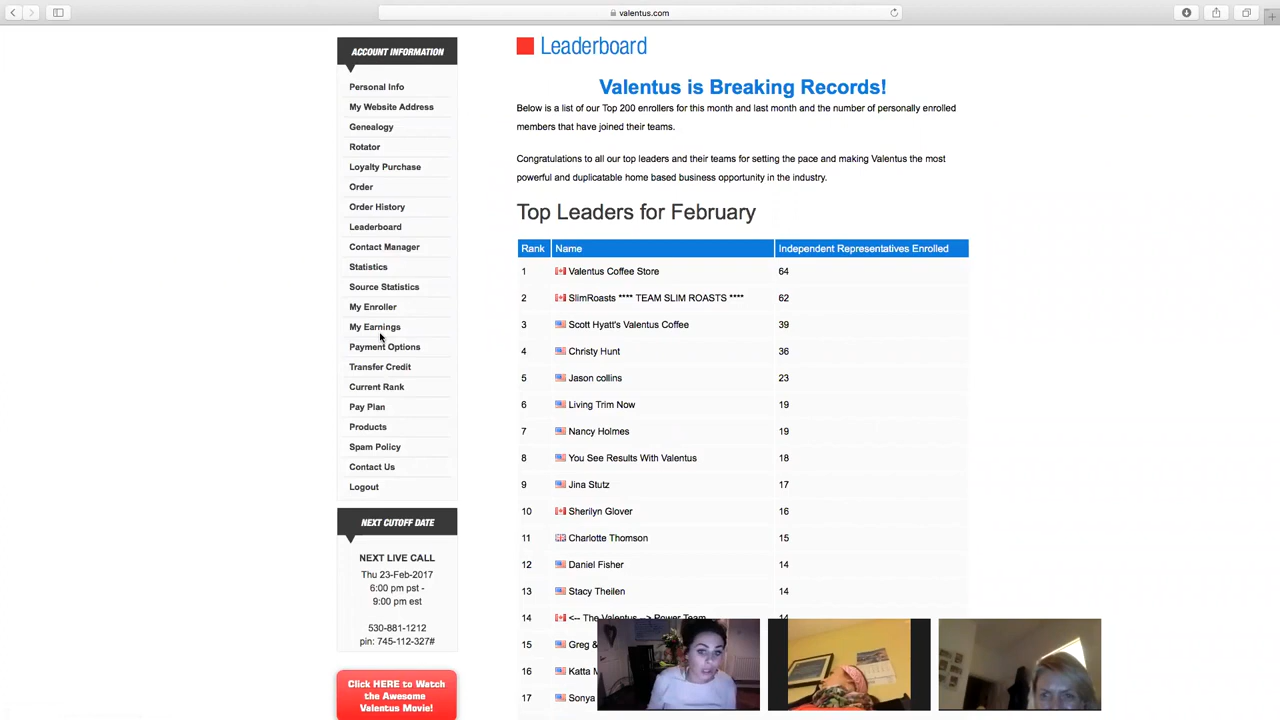 valentus.com
ACCOUNT INFORMATION
Personal Info
My Website Address
Genealogy
Rotator
Loyalty Purchase
Order
Order History
Leaderboard
Contact Manager
Statistics
Source Statistics
My Enroller
My Earnings
Payment Options
Transfer Credit
Current Rank
Pay Plan
Products
Spam Policy
Contact Us
Logout
NEXT CUTOFF DATE
NEXT LIVE CALL
Thu 23-Feb-2017
6:00 pm pst -
9:00 pm est
530-881-1212
pin: 745-112-327#
Click HERE to Watch
the Awesome
Valentus Movie!
Leaderboard
Valentus is Breaking Records!
Below is a list of our Top 200 enrollers for this month and last month and the number of personally enrolled
members that have joined their teams.
Congratulations to all our top leaders and their teams for setting the pace and making Valentus the most
powerful and duplicatable home based business opportunity in the industry.
Top Leaders for February
Rank Name Independent Representatives Enrolled
1 Valentus Coffee Store 64
2 SlimRoasts **** TEAM SLIM ROASTS **** 62
3 Scott Hyatt's Valentus Coffee 39
4 Christy Hunt 36
5 Jason collins 23
6 Living Trim Now 19
7 Nancy Holmes 19
8 You See Results With Valentus 18
9 Jina Stutz 17
10 Sherilyn Glover 16
11 Charlotte Thomson 15
12 Daniel Fisher 14
13 Stacy Theilen 14
14 <-- The Valentus --> Power Team 14
15 Greg &
16 Katta M
17 Sonya